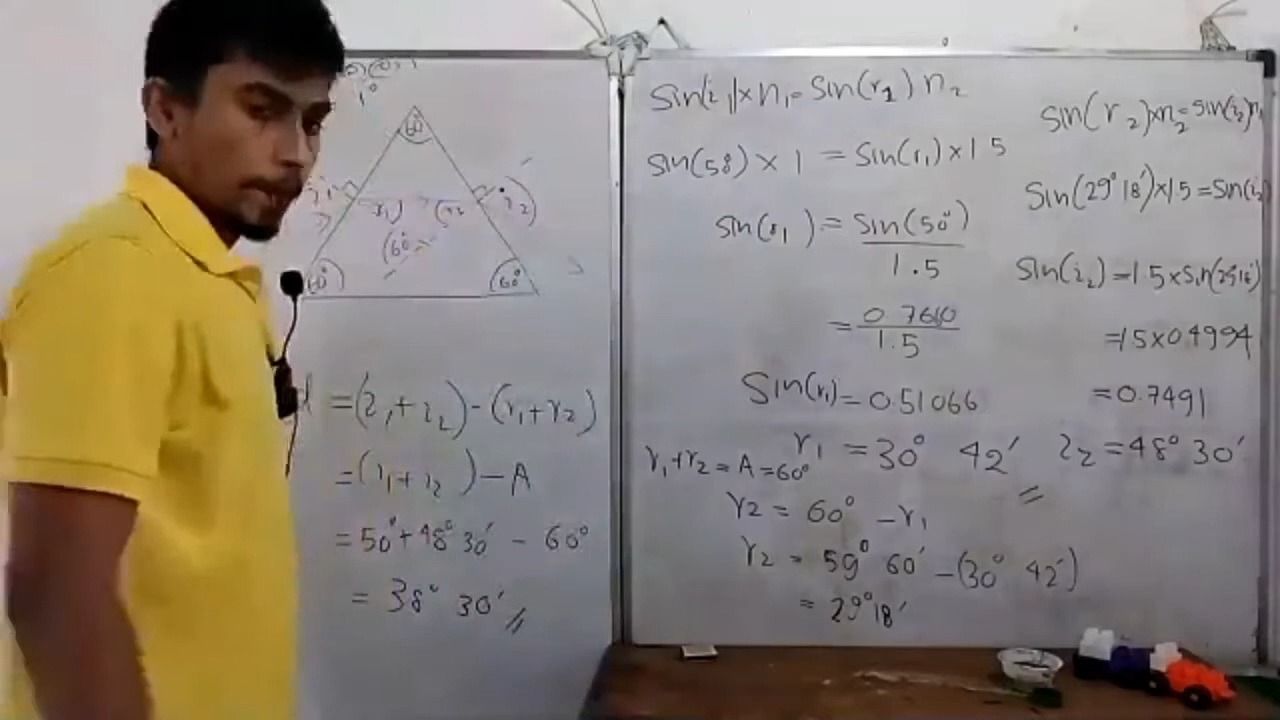 1°
60°
r₁) (r₂ i₂)
(60°
60° 60°
d = (i₁+i₂)-(r₁+r₂)
= (i₁+i₂) - A
= 50°+48° 30′ - 60°
= 38° 30′ //
sin(i₁)×n₁=sin(r₁) n₂
sin(58)×1 = sin(r₁)×1.5
sin(r₁) = sin(50°)
1.5
= 0.7660
1.5
sin(r₁)=0.51066
r₁ = 30° 42′
r₁+r₂ = A = 60°
r₂ = 60° - r₁
r₂ = 59° 60′ -(30° 42′)
= 29°18′
sin(r₂)×n₂=sin(i₂)n₁
sin(29°18′)×1.5=sin(i₂)
sin(i₂)=1.5×sin(29°18′)
=1.5×0.4994
=0.7491
i₂=48° 30′
//